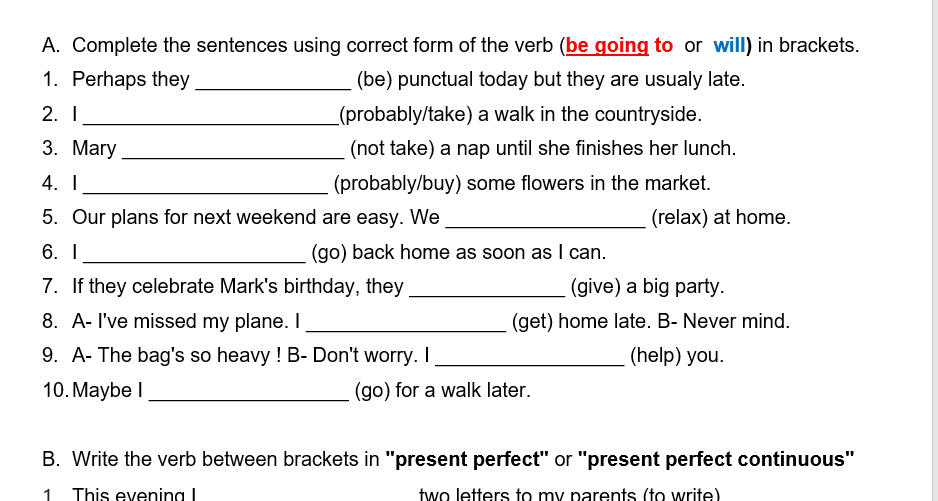 A. Complete the sentences using correct form of the verb (be going to or will) in brackets.
1. Perhaps they ______________ (be) punctual today but they are usualy late.
2. I _______________________(probably/take) a walk in the countryside.
3. Mary ____________________ (not take) a nap until she finishes her lunch.
4. I ______________________ (probably/buy) some flowers in the market.
5. Our plans for next weekend are easy. We __________________ (relax) at home.
6. I ____________________ (go) back home as soon as I can.
7. If they celebrate Mark's birthday, they ______________ (give) a big party.
8. A- I've missed my plane. I __________________ (get) home late. B- Never mind.
9. A- The bag's so heavy ! B- Don't worry. I _________________ (help) you.
10. Maybe I __________________ (go) for a walk later.
B. Write the verb between brackets in "present perfect" or "present perfect continuous"
1. This evening I ____________________ two letters to my parents (to write)